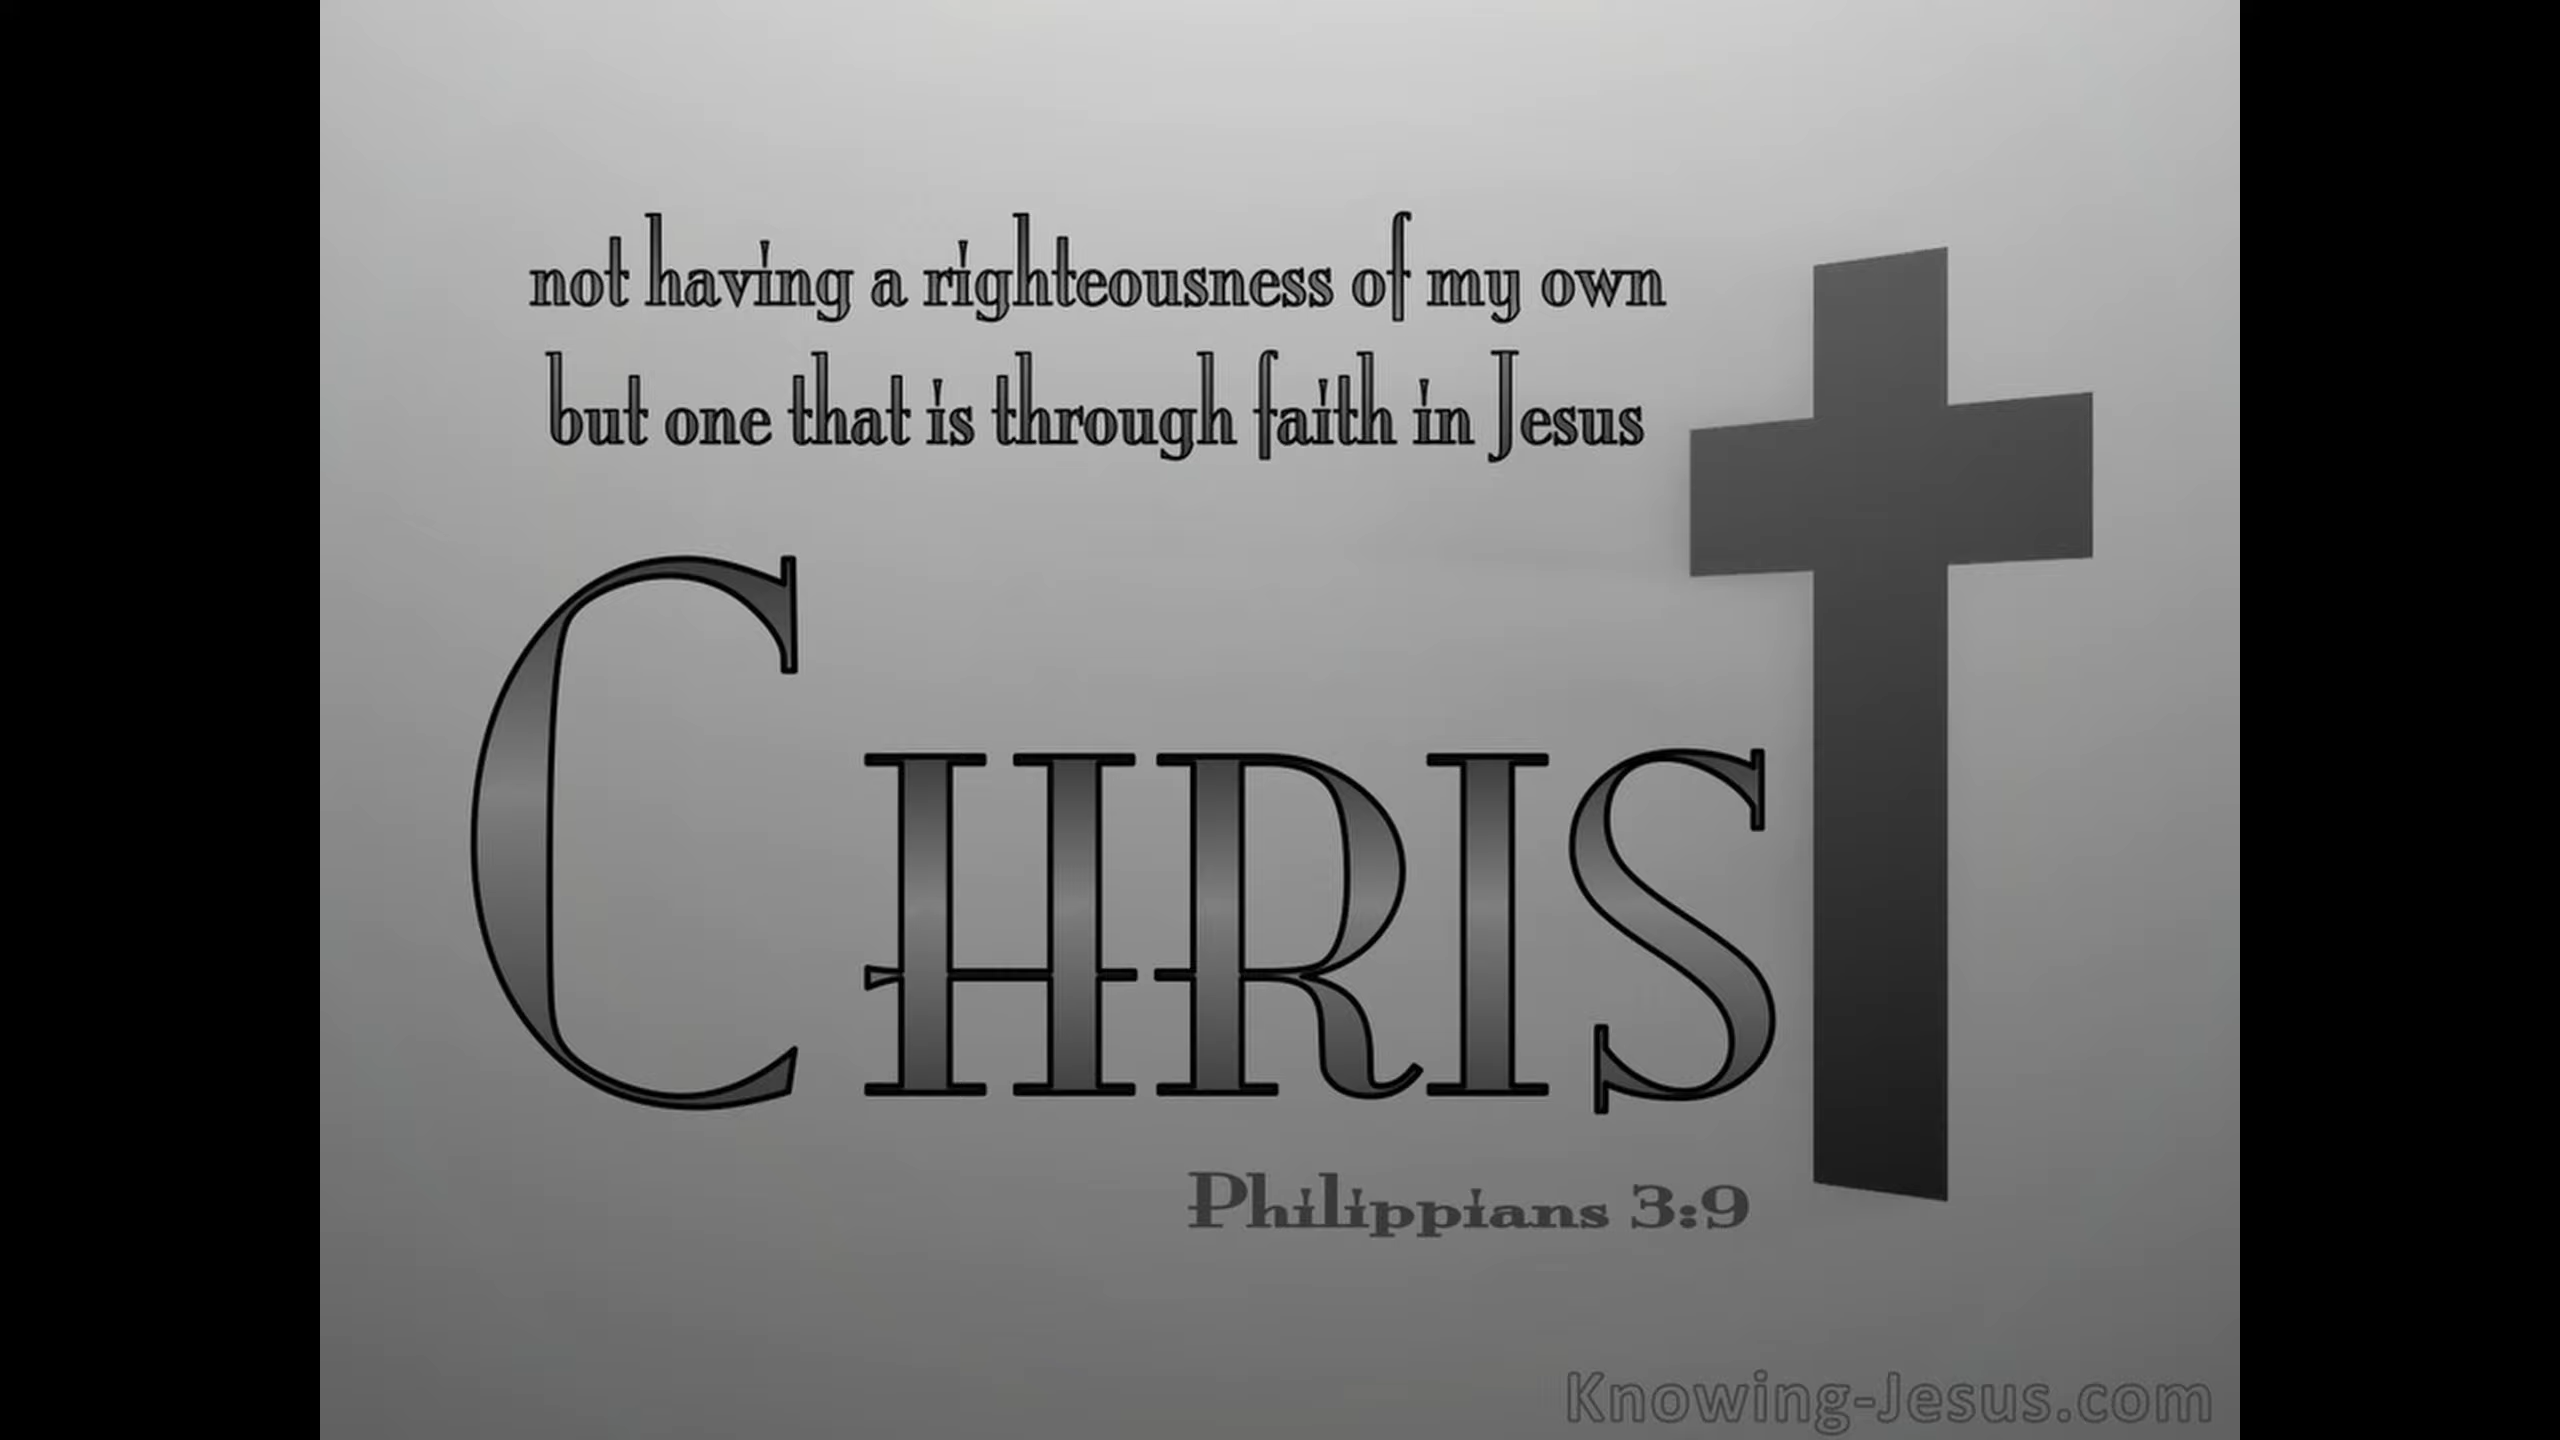 not having a righteousness of my own
but one that is through faith in Jesus
CHRIS
Philippians 3:9
Knowing-Jesus.com